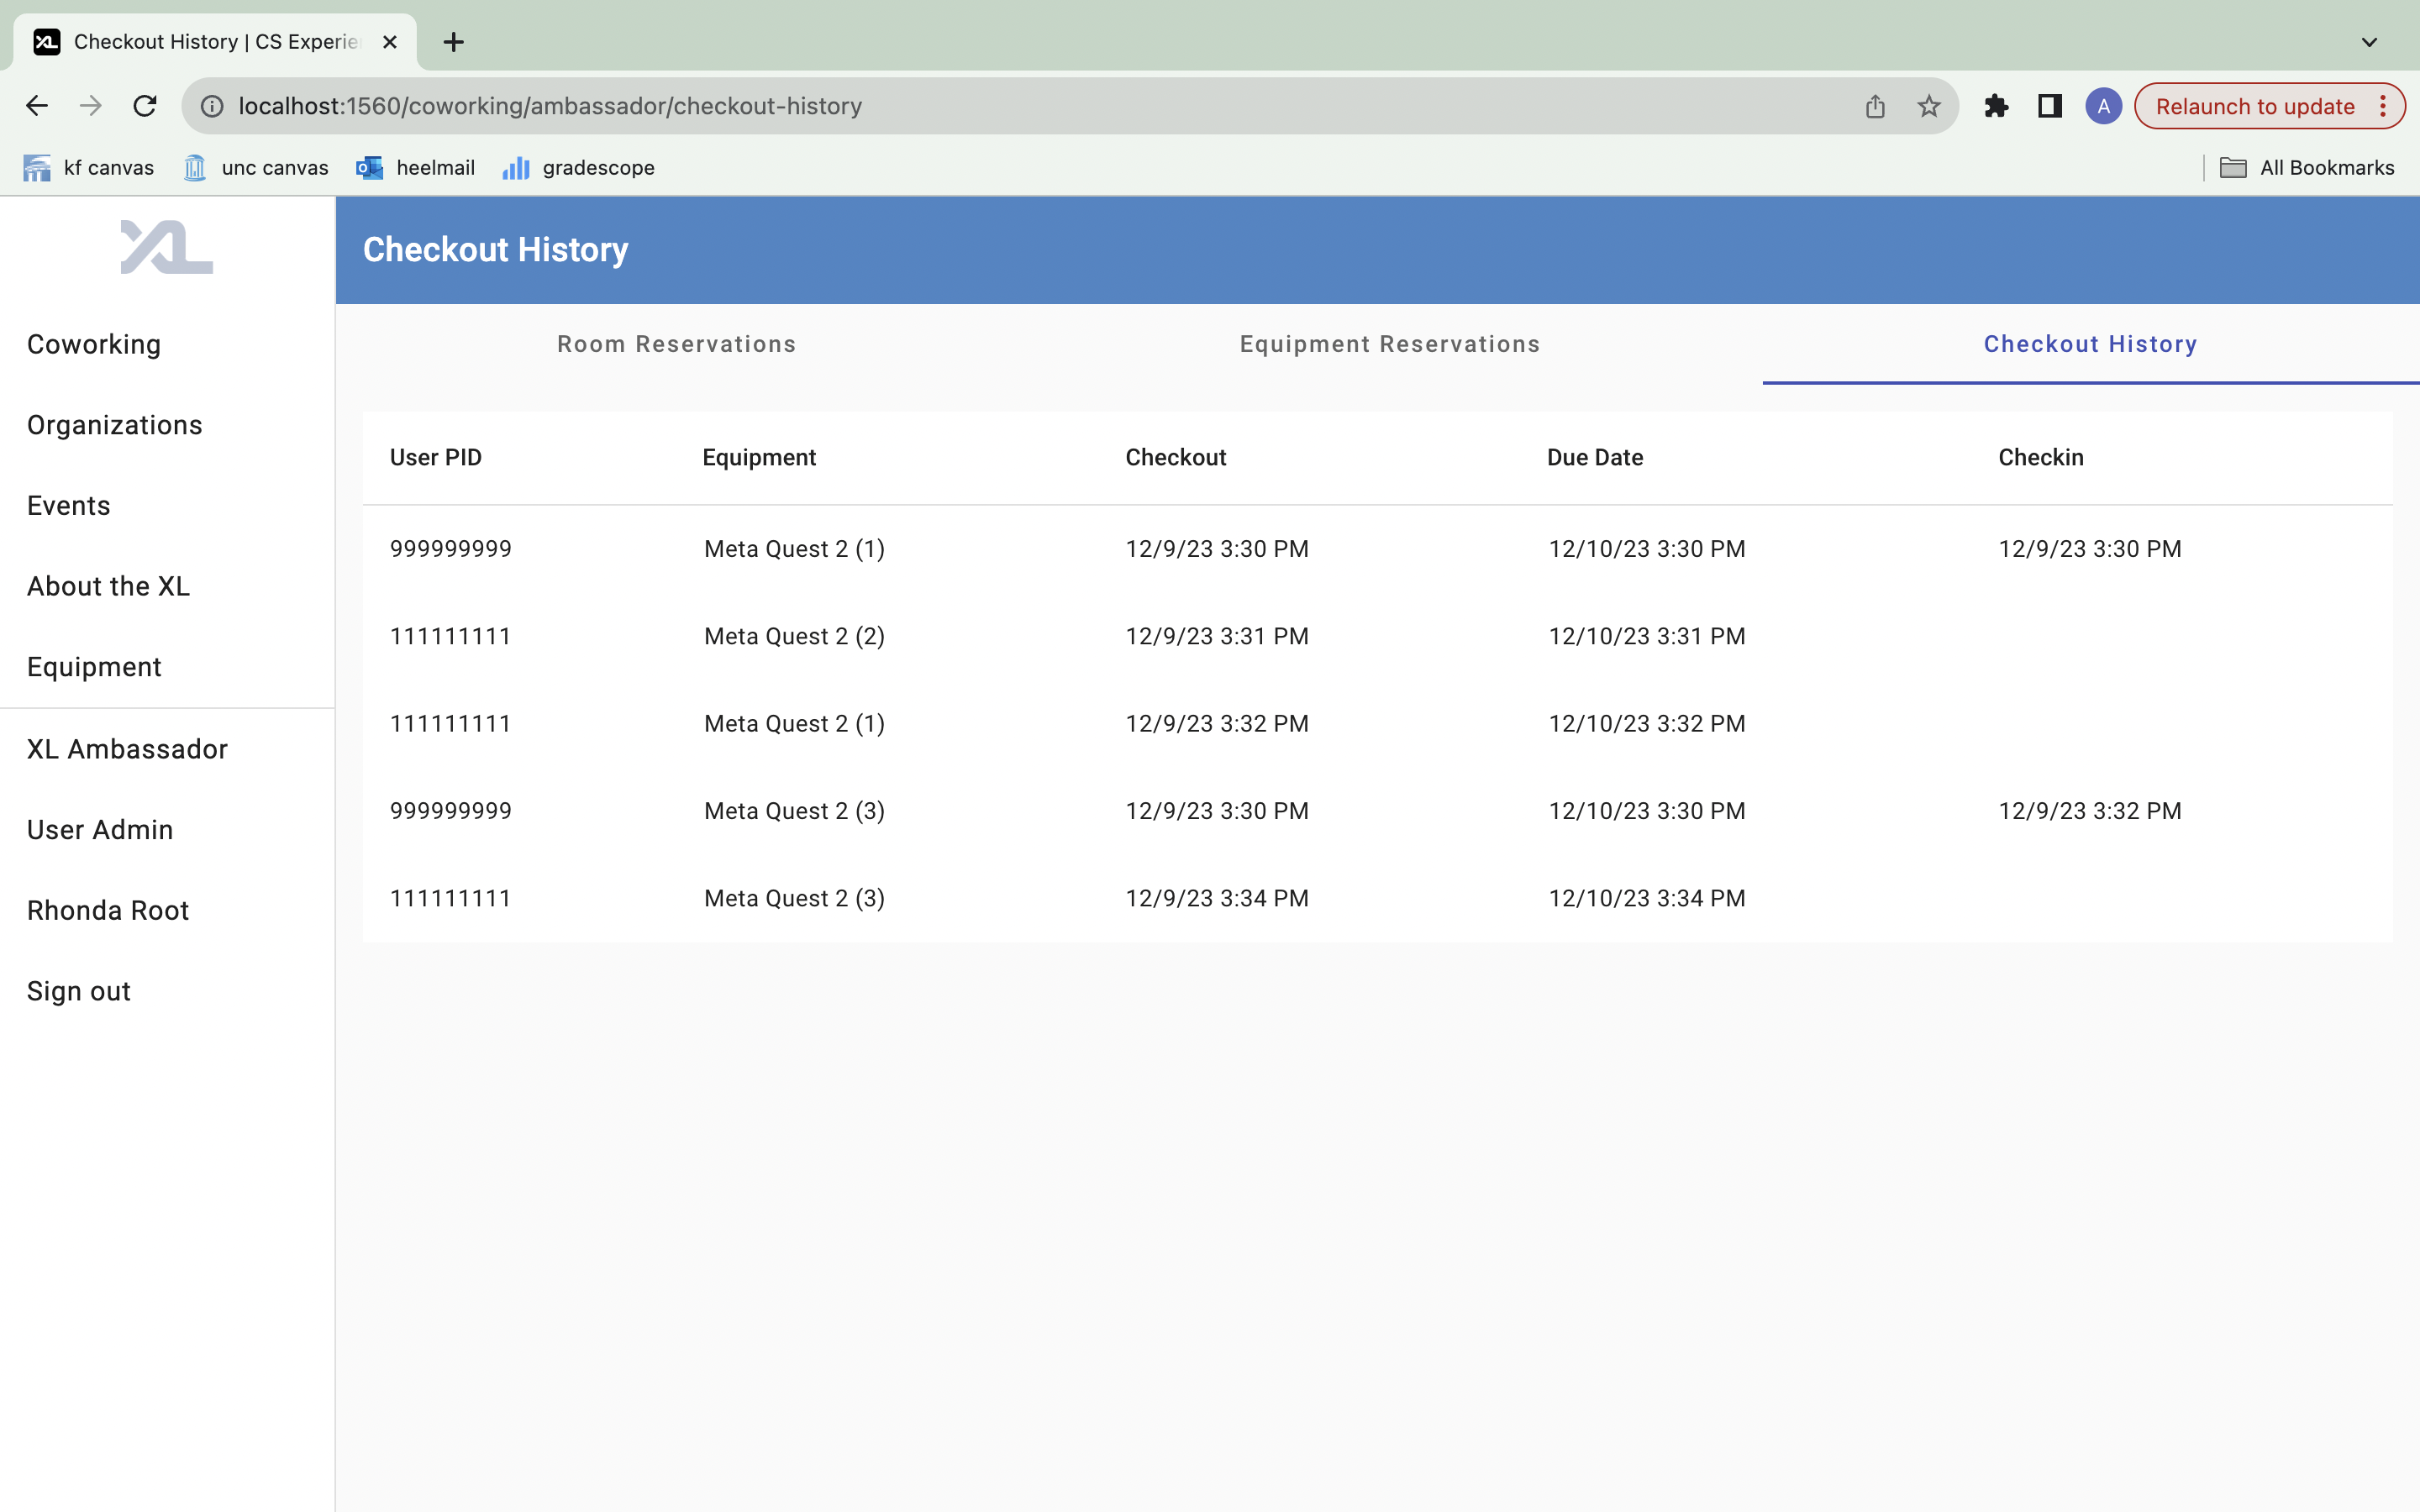 Checkout History | CS Experie
localhost:1560/coworking/ambassador/checkout-history
A
Relaunch to update
kf canvas
unc canvas
heelmail
gradescope
All Bookmarks
XL
Checkout History
Coworking
Organizations
Events
About the XL
Equipment
XL Ambassador
User Admin
Rhonda Root
Sign out
Room Reservations Equipment Reservations Checkout History
User PID Equipment Checkout Due Date Checkin
999999999 Meta Quest 2 (1) 12/9/23 3:30 PM 12/10/23 3:30 PM 12/9/23 3:30 PM
111111111 Meta Quest 2 (2) 12/9/23 3:31 PM 12/10/23 3:31 PM
111111111 Meta Quest 2 (1) 12/9/23 3:32 PM 12/10/23 3:32 PM
999999999 Meta Quest 2 (3) 12/9/23 3:30 PM 12/10/23 3:30 PM 12/9/23 3:32 PM
111111111 Meta Quest 2 (3) 12/9/23 3:34 PM 12/10/23 3:34 PM